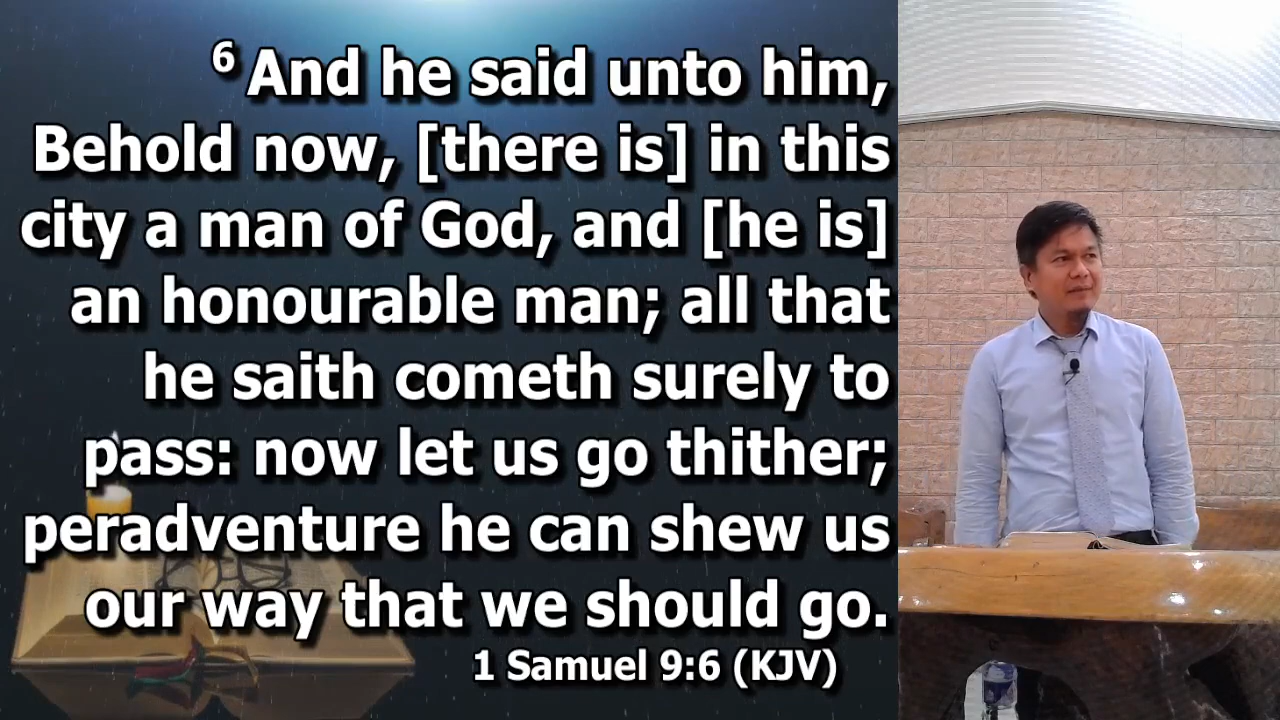 6 And he said unto him,
Behold now, [there is] in this
city a man of God, and [he is]
an honourable man; all that
he saith cometh surely to
pass: now let us go thither;
peradventure he can shew us
our way that we should go.
1 Samuel 9:6 (KJV)